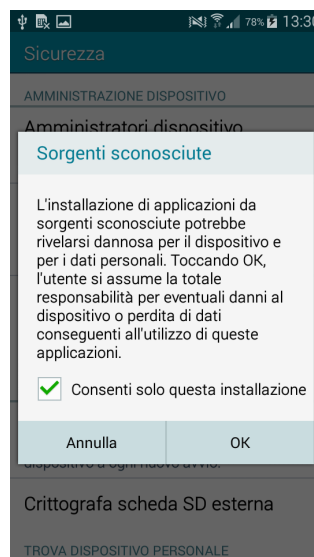 78% 13:30
Sicurezza
AMMINISTRAZIONE DISPOSITIVO
Amministratori dispositivo
Sorgenti sconosciute
L'installazione di applicazioni da
sorgenti sconosciute potrebbe
rivelarsi dannosa per il dispositivo e
per i dati personali. Toccando OK,
l'utente si assume la totale
responsabilità per eventuali danni al
dispositivo o perdita di dati
conseguenti all'utilizzo di queste
applicazioni.
Consenti solo questa installazione
Annulla
OK
dispositivo a ogni nuovo avvio.
Crittografa scheda SD esterna
TROVA DISPOSITIVO PERSONALE